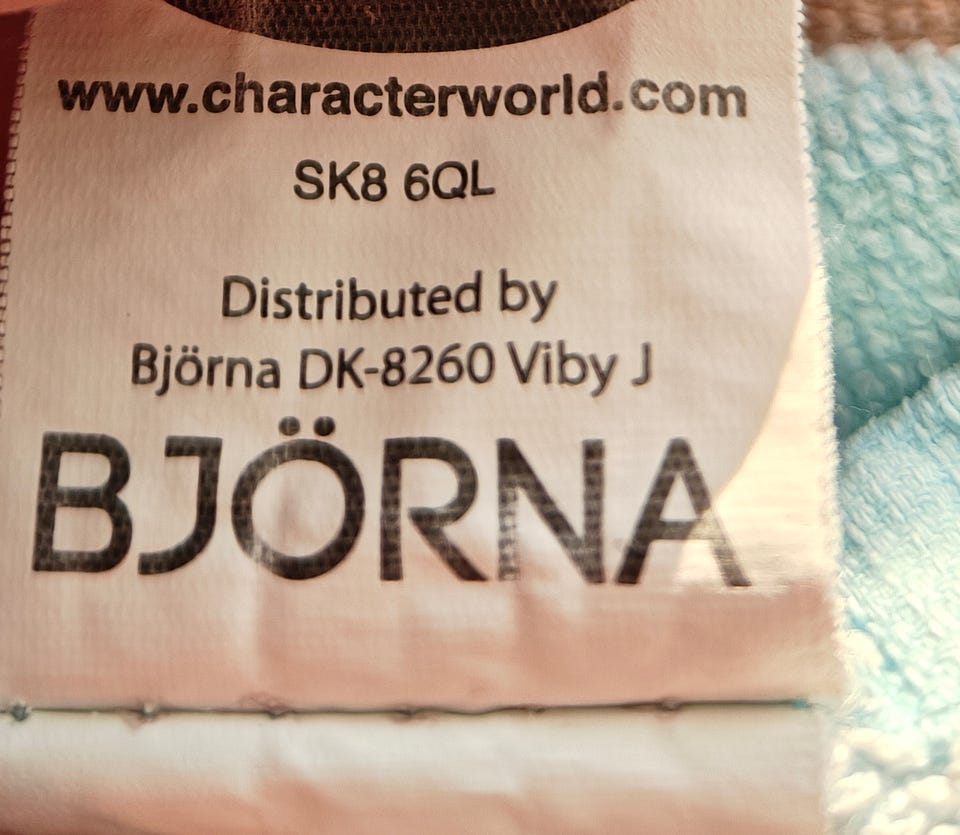 www.characterworld.com
SK8 6QL
Distributed by
Björna DK-8260 Viby J
BJÖRNA